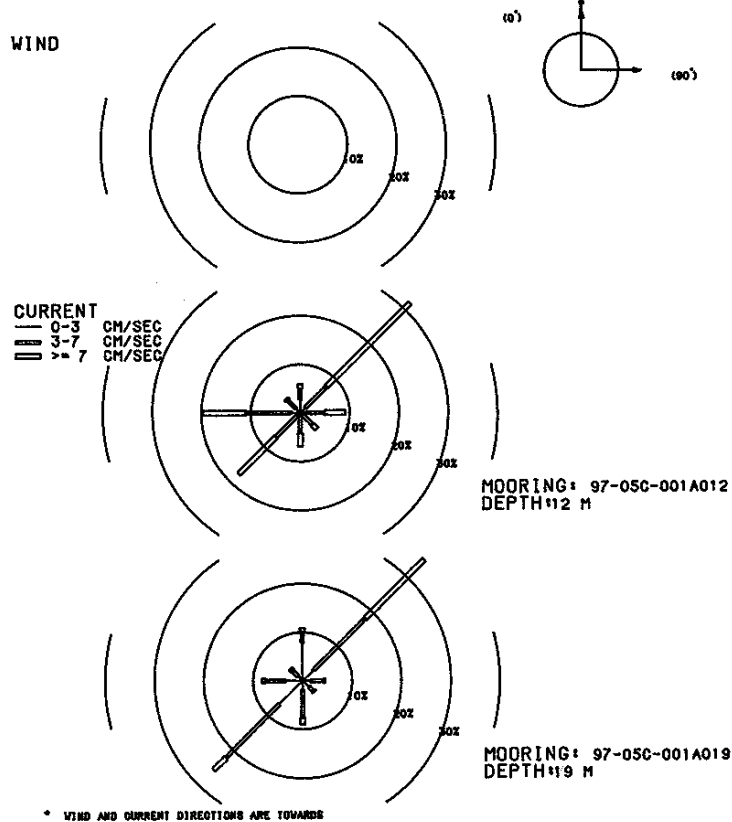 (0°)
WIND
(90°)
10%
20%
30%
CURRENT
0-3 CM/SEC
3-7 CM/SEC
>= 7 CM/SEC
10%
20%
30%
MOORING: 97-05C-001A012
DEPTH:12 M
10%
20%
30%
MOORING: 97-05C-001A019
DEPTH:19 M
* WIND AND CURRENT DIRECTIONS ARE TOWARDS